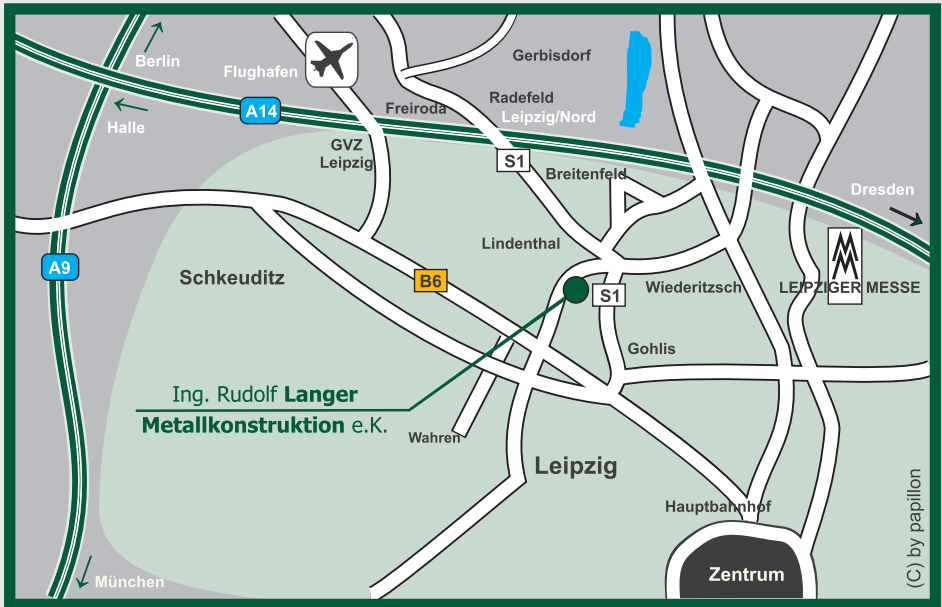 Berlin
Gerbisdorf
Flughafen
Radefeld
Freiroda
A14
Leipzig/Nord
Halle
GVZ
Leipzig
S1
Breitenfeld
Dresden
Lindenthal
A9
Schkeuditz
B6
S1
Wiederitzsch
LEIPZIGER MESSE
Gohlis
Ing. Rudolf Langer
Metallkonstruktion e.K.
Wahren
Leipzig
Hauptbahnhof
Zentrum
München
(C) by papillon